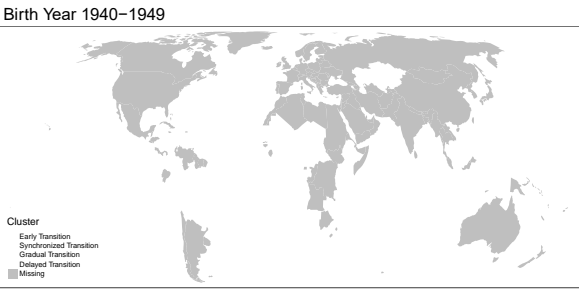 Birth Year 1940−1949
Cluster
Early Transition
Synchronized Transition
Gradual Transition
Delayed Transition
Missing